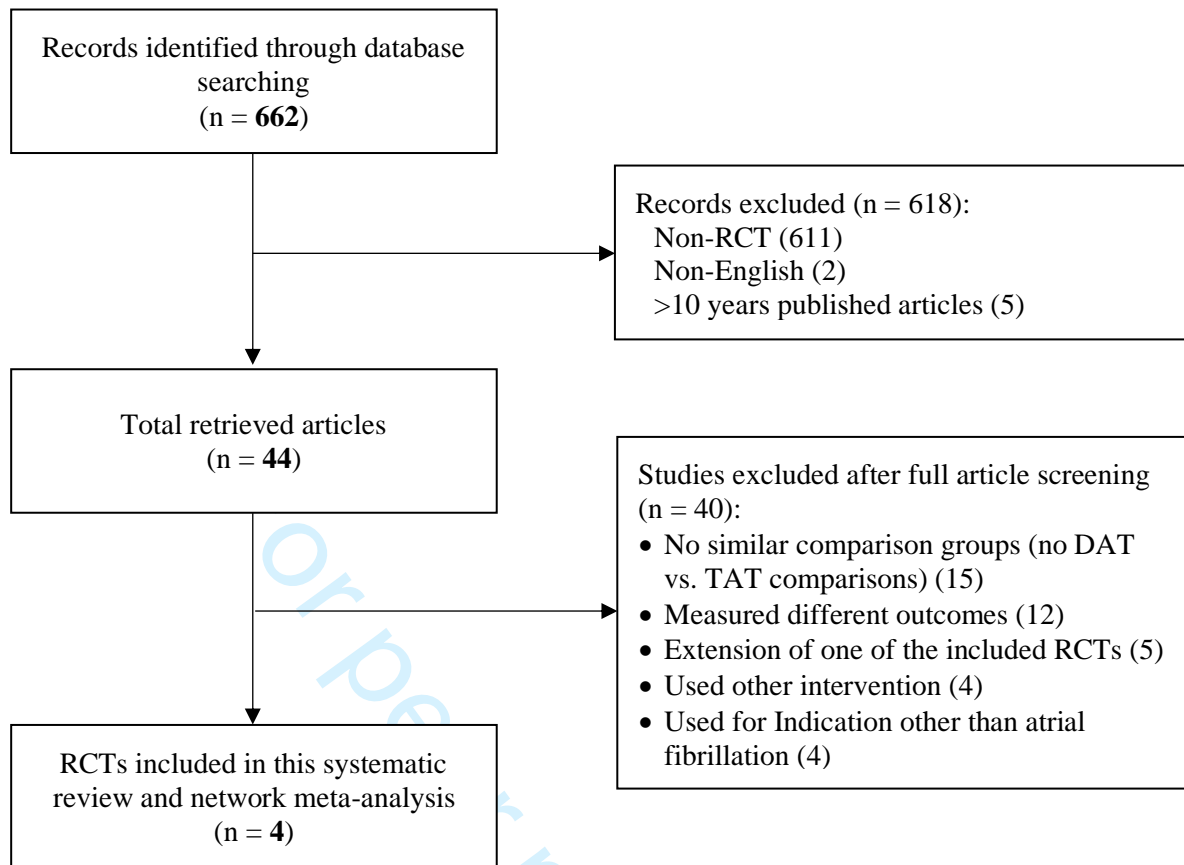 Records identified through database
searching
(n = 662)
Records excluded (n = 618):
Non-RCT (611)
Non-English (2)
>10 years published articles (5)
Total retrieved articles
(n = 44)
Studies excluded after full article screening
(n = 40):
• No similar comparison groups (no DAT
vs. TAT comparisons) (15)
• Measured different outcomes (12)
• Extension of one of the included RCTs (5)
• Used other intervention (4)
• Used for Indication other than atrial
fibrillation (4)
RCTs included in this systematic
review and network meta-analysis
(n = 4)